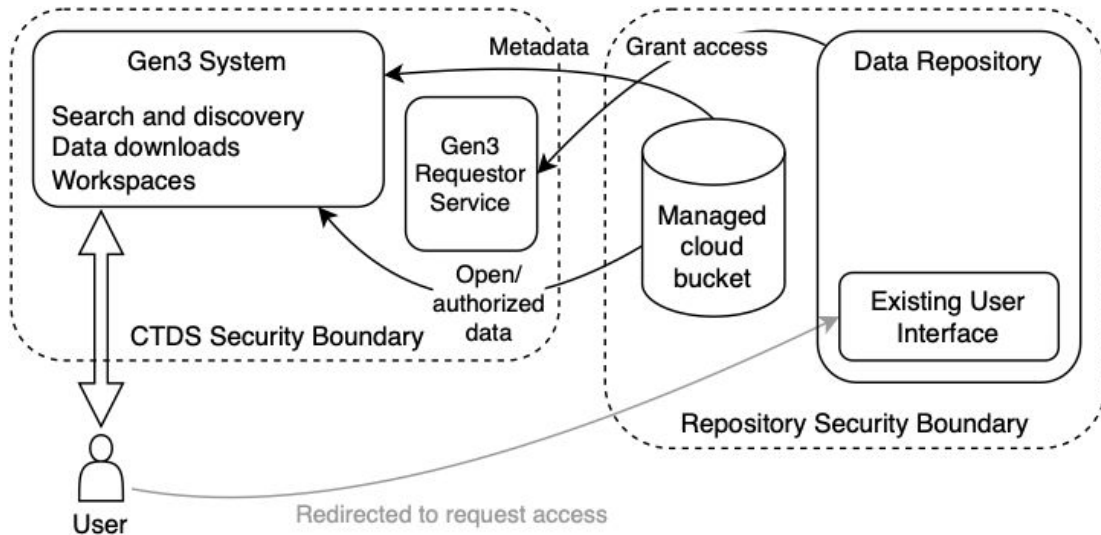 Gen3 System
Search and discovery
Data downloads
Workspaces
Metadata
Grant access
Gen3
Requestor
Service
Data Repository
Managed
cloud
bucket
Open/
authorized
data
Existing User
Interface
CTDS Security Boundary
Repository Security Boundary
User
Redirected to request access